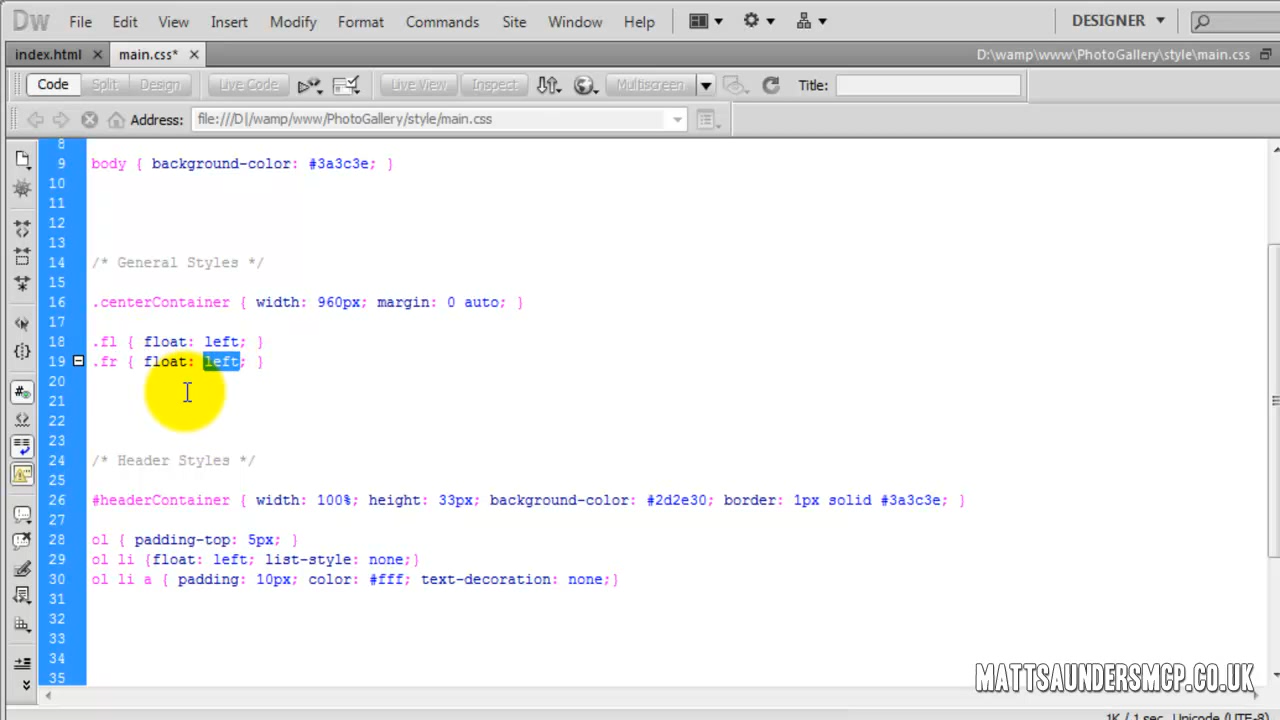 Dw File Edit View Insert Modify Format Commands Site Window Help DESIGNER
index.html × main.css* × D:\wamp\www\PhotoGallery\style\main.css
Code Split Design Live Code Live View Inspect Multiscreen Title:
Address: file:///D|/wamp/www/PhotoGallery/style/main.css
8
9 body { background-color: #3a3c3e; }
10
11
12
13
14 /* General Styles */
15
16 .centerContainer { width: 960px; margin: 0 auto; }
17
18 .fl { float: left; }
19 .fr { float: left; }
20
21
22
23
24 /* Header Styles */
25
26 #headerContainer { width: 100%; height: 33px; background-color: #2d2e30; border: 1px solid #3a3c3e; }
27
28 ol { padding-top: 5px; }
29 ol li {float: left; list-style: none;}
30 ol li a { padding: 10px; color: #fff; text-decoration: none;}
31
32
33
34
35
MATTSAUNDERSMCP.CO.UK
1K / 1 sec Unicode (UTF-8)